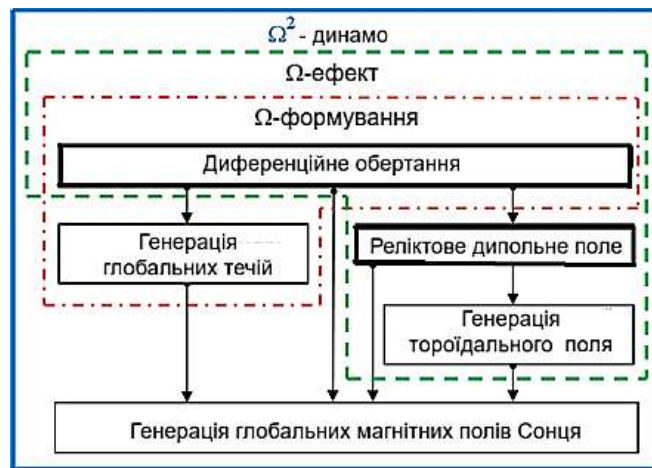 Ω² - динамо
Ω-ефект
Ω-формування
Диференційне обертання
Генерація
глобальних течій
Реліктове дипольне поле
Генерація
тороїдального поля
Генерація глобальних магнітних полів Сонця